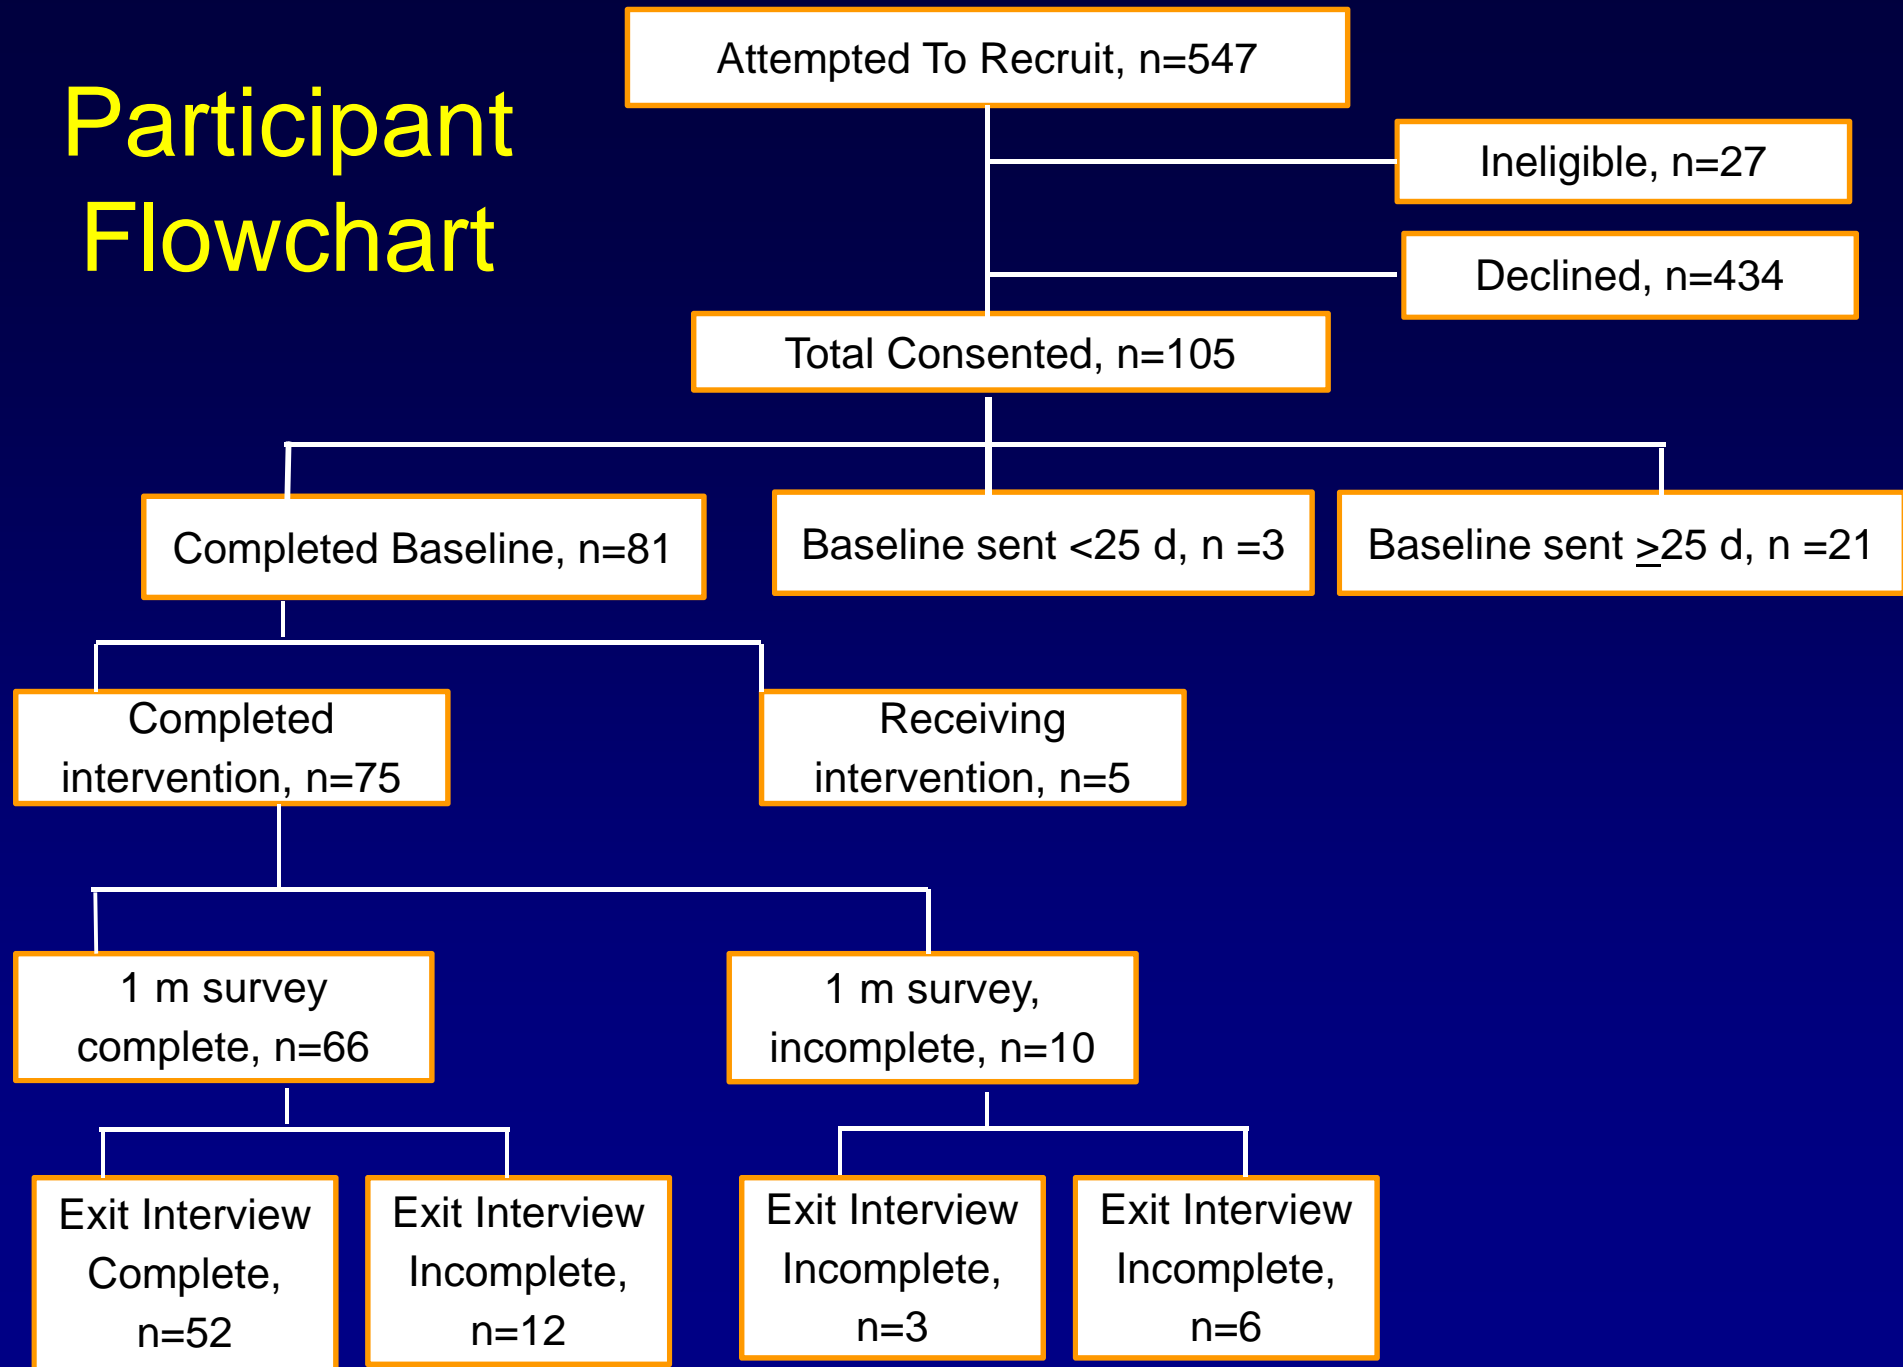 Participant
Flowchart
Attempted To Recruit, n=547
Ineligible, n=27
Declined, n=434
Total Consented, n=105
Completed Baseline, n=81
Baseline sent <25 d, n =3
Baseline sent >25 d, n =21
Completed
intervention, n=75
Receiving
intervention, n=5
1 m survey
complete, n=66
1 m survey,
incomplete, n=10
Exit Interview
Complete,
n=52
Exit Interview
Incomplete,
n=12
Exit Interview
Incomplete,
n=3
Exit Interview
Incomplete,
n=6